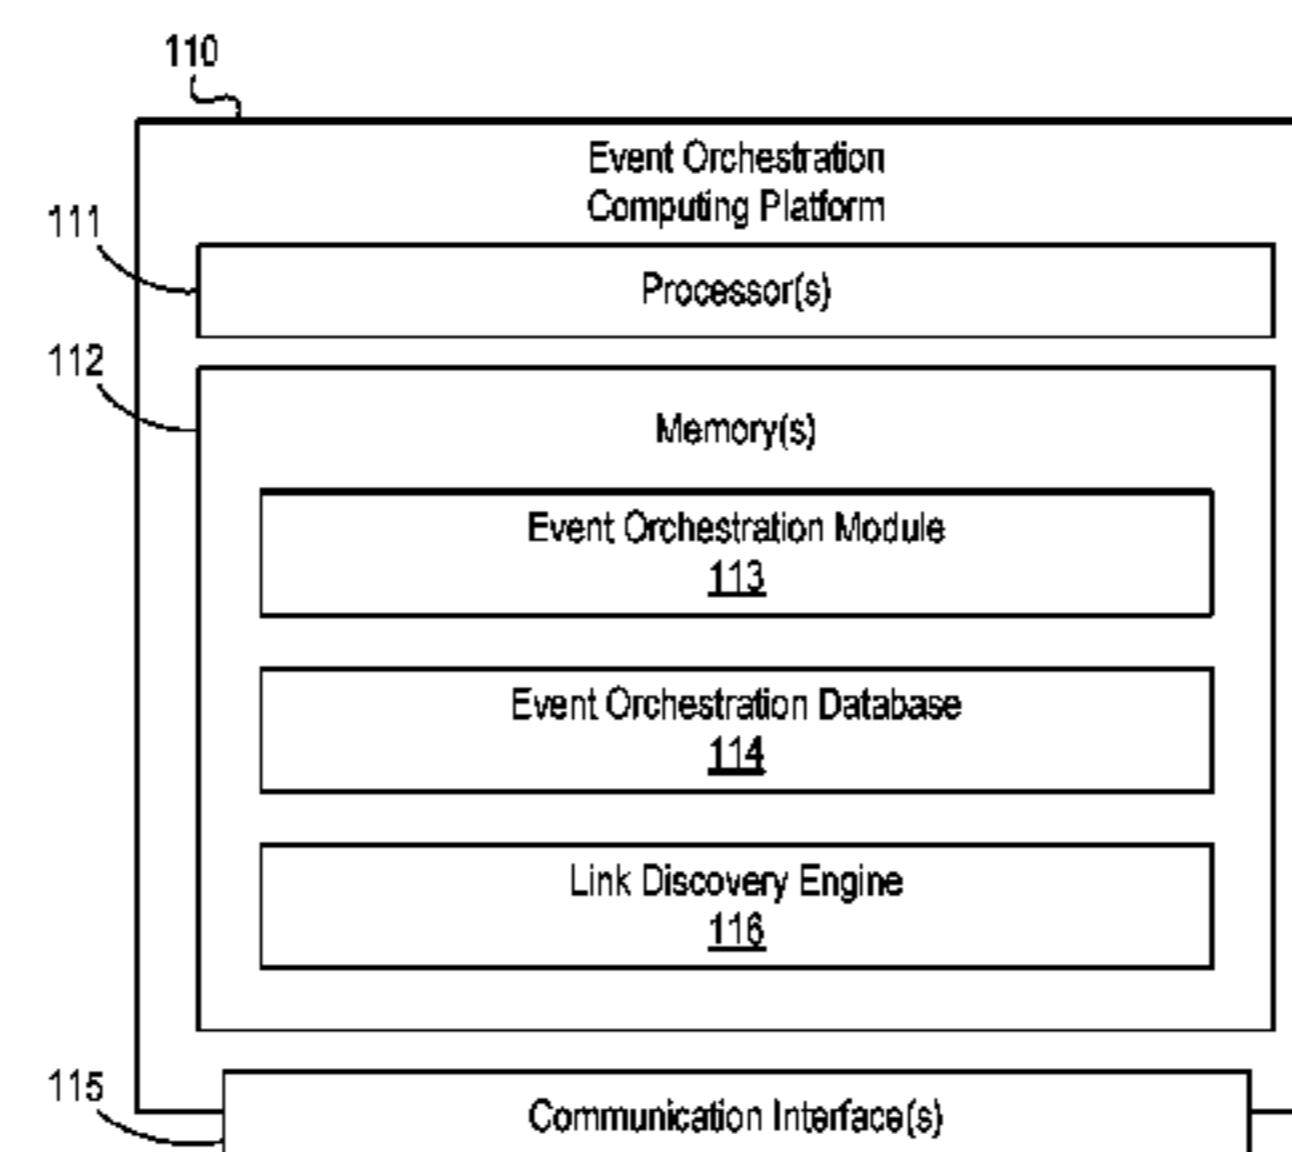 110
Event Orchestration
Computing Platform
111
Processor(s)
112
Memory(s)
Event Orchestration Module
113
Event Orchestration Database
114
Link Discovery Engine
116
115
Communication Interface(s)